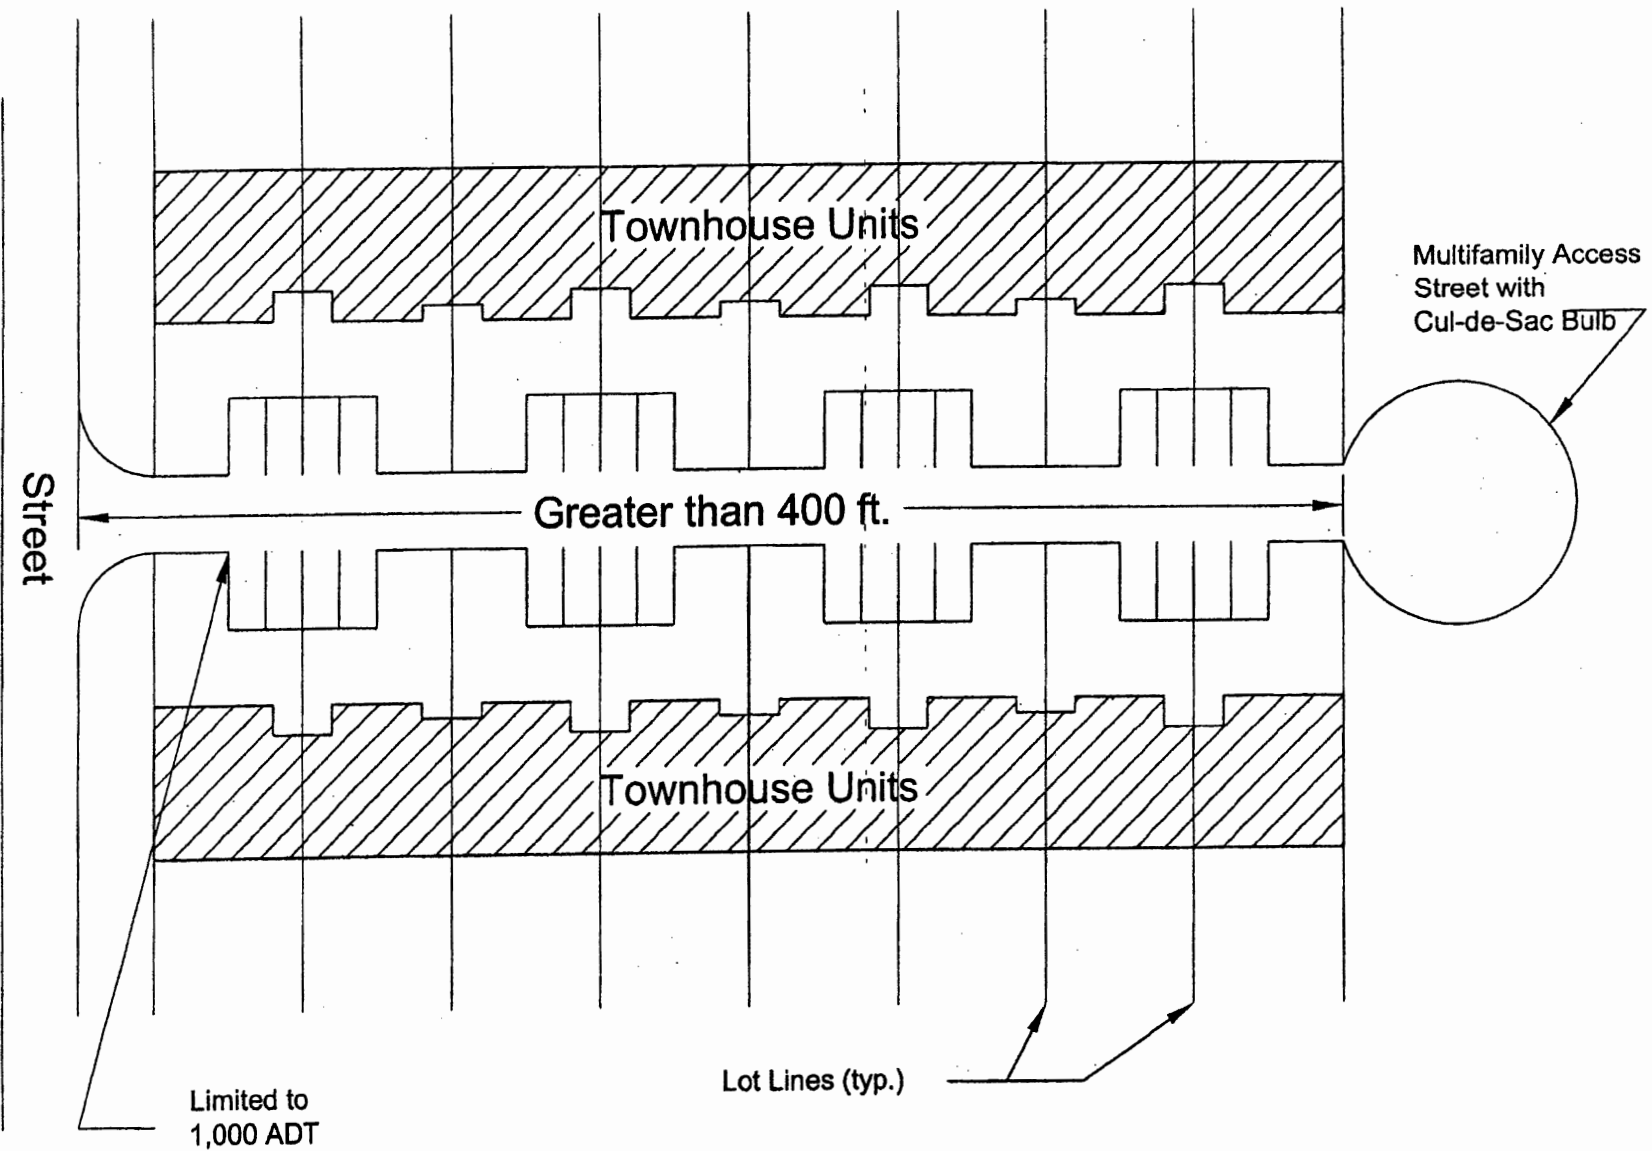 Townhouse Units
Multifamily Access
Street with
Cul-de-Sac Bulb
Street
Greater than 400 ft.
Townhouse Units
Lot Lines (typ.)
Limited to
1,000 ADT